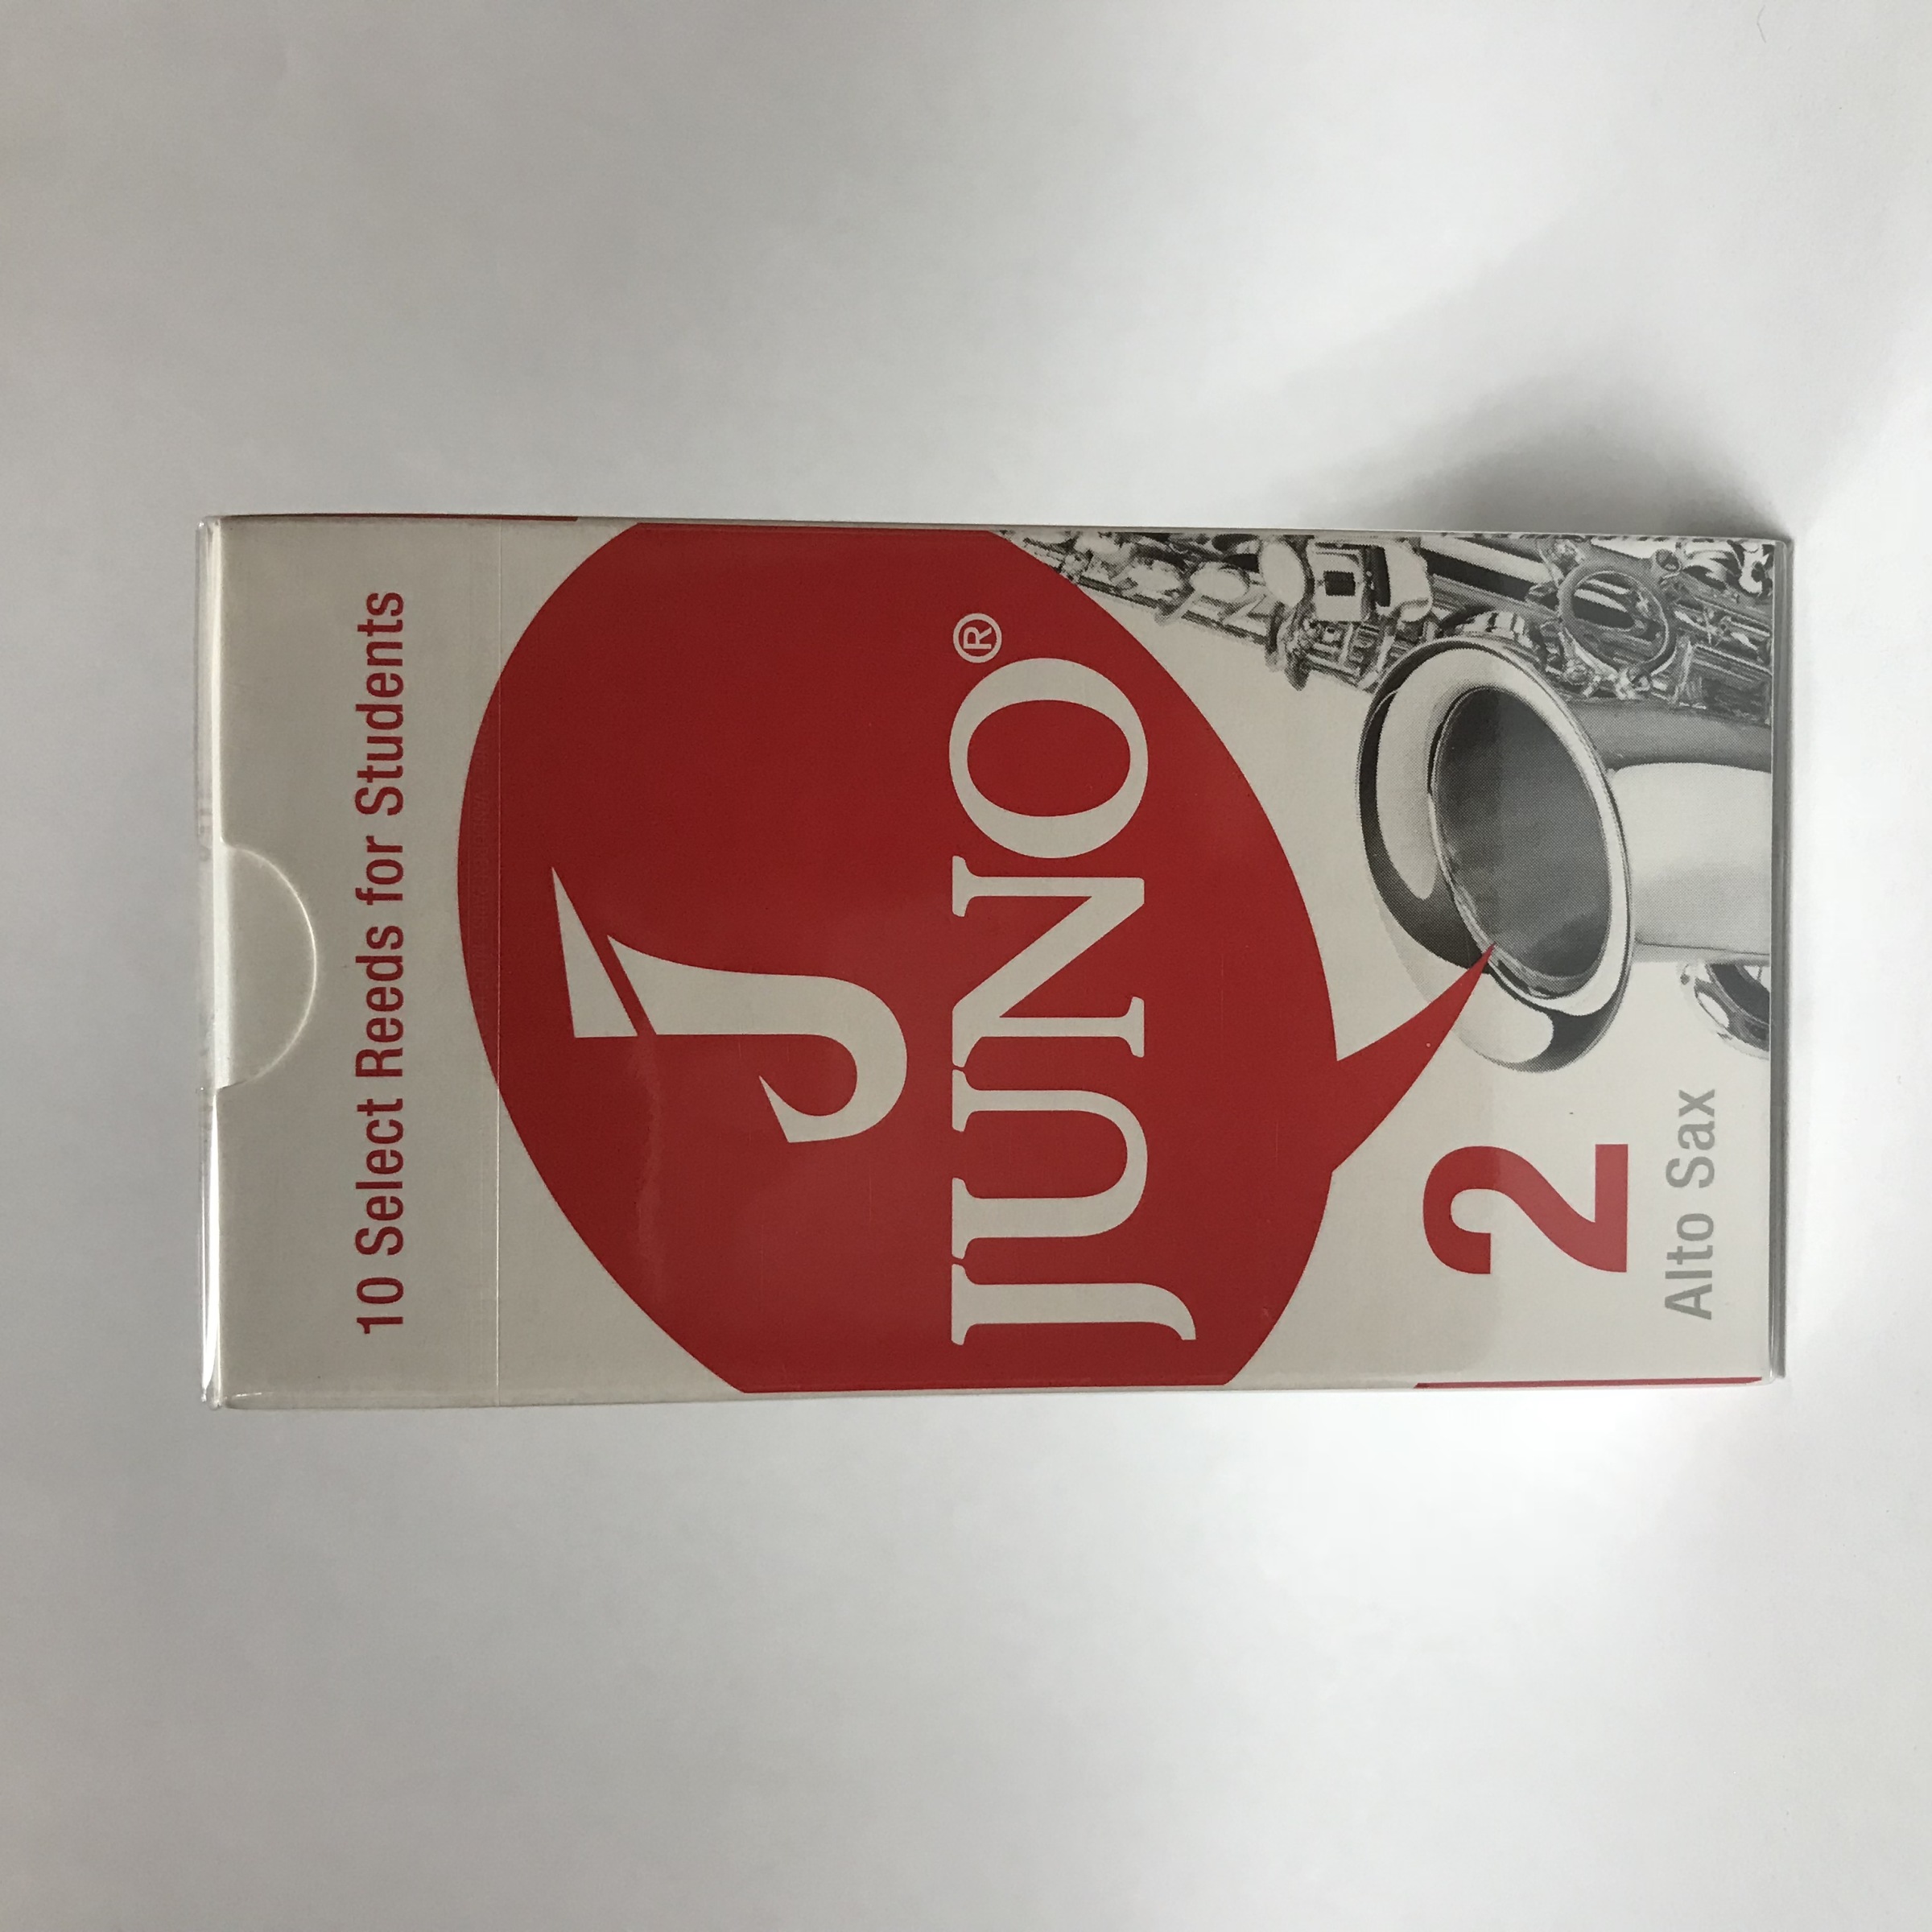 10 Select Reeds for Students
J
JUNO®
2
Alto Sax